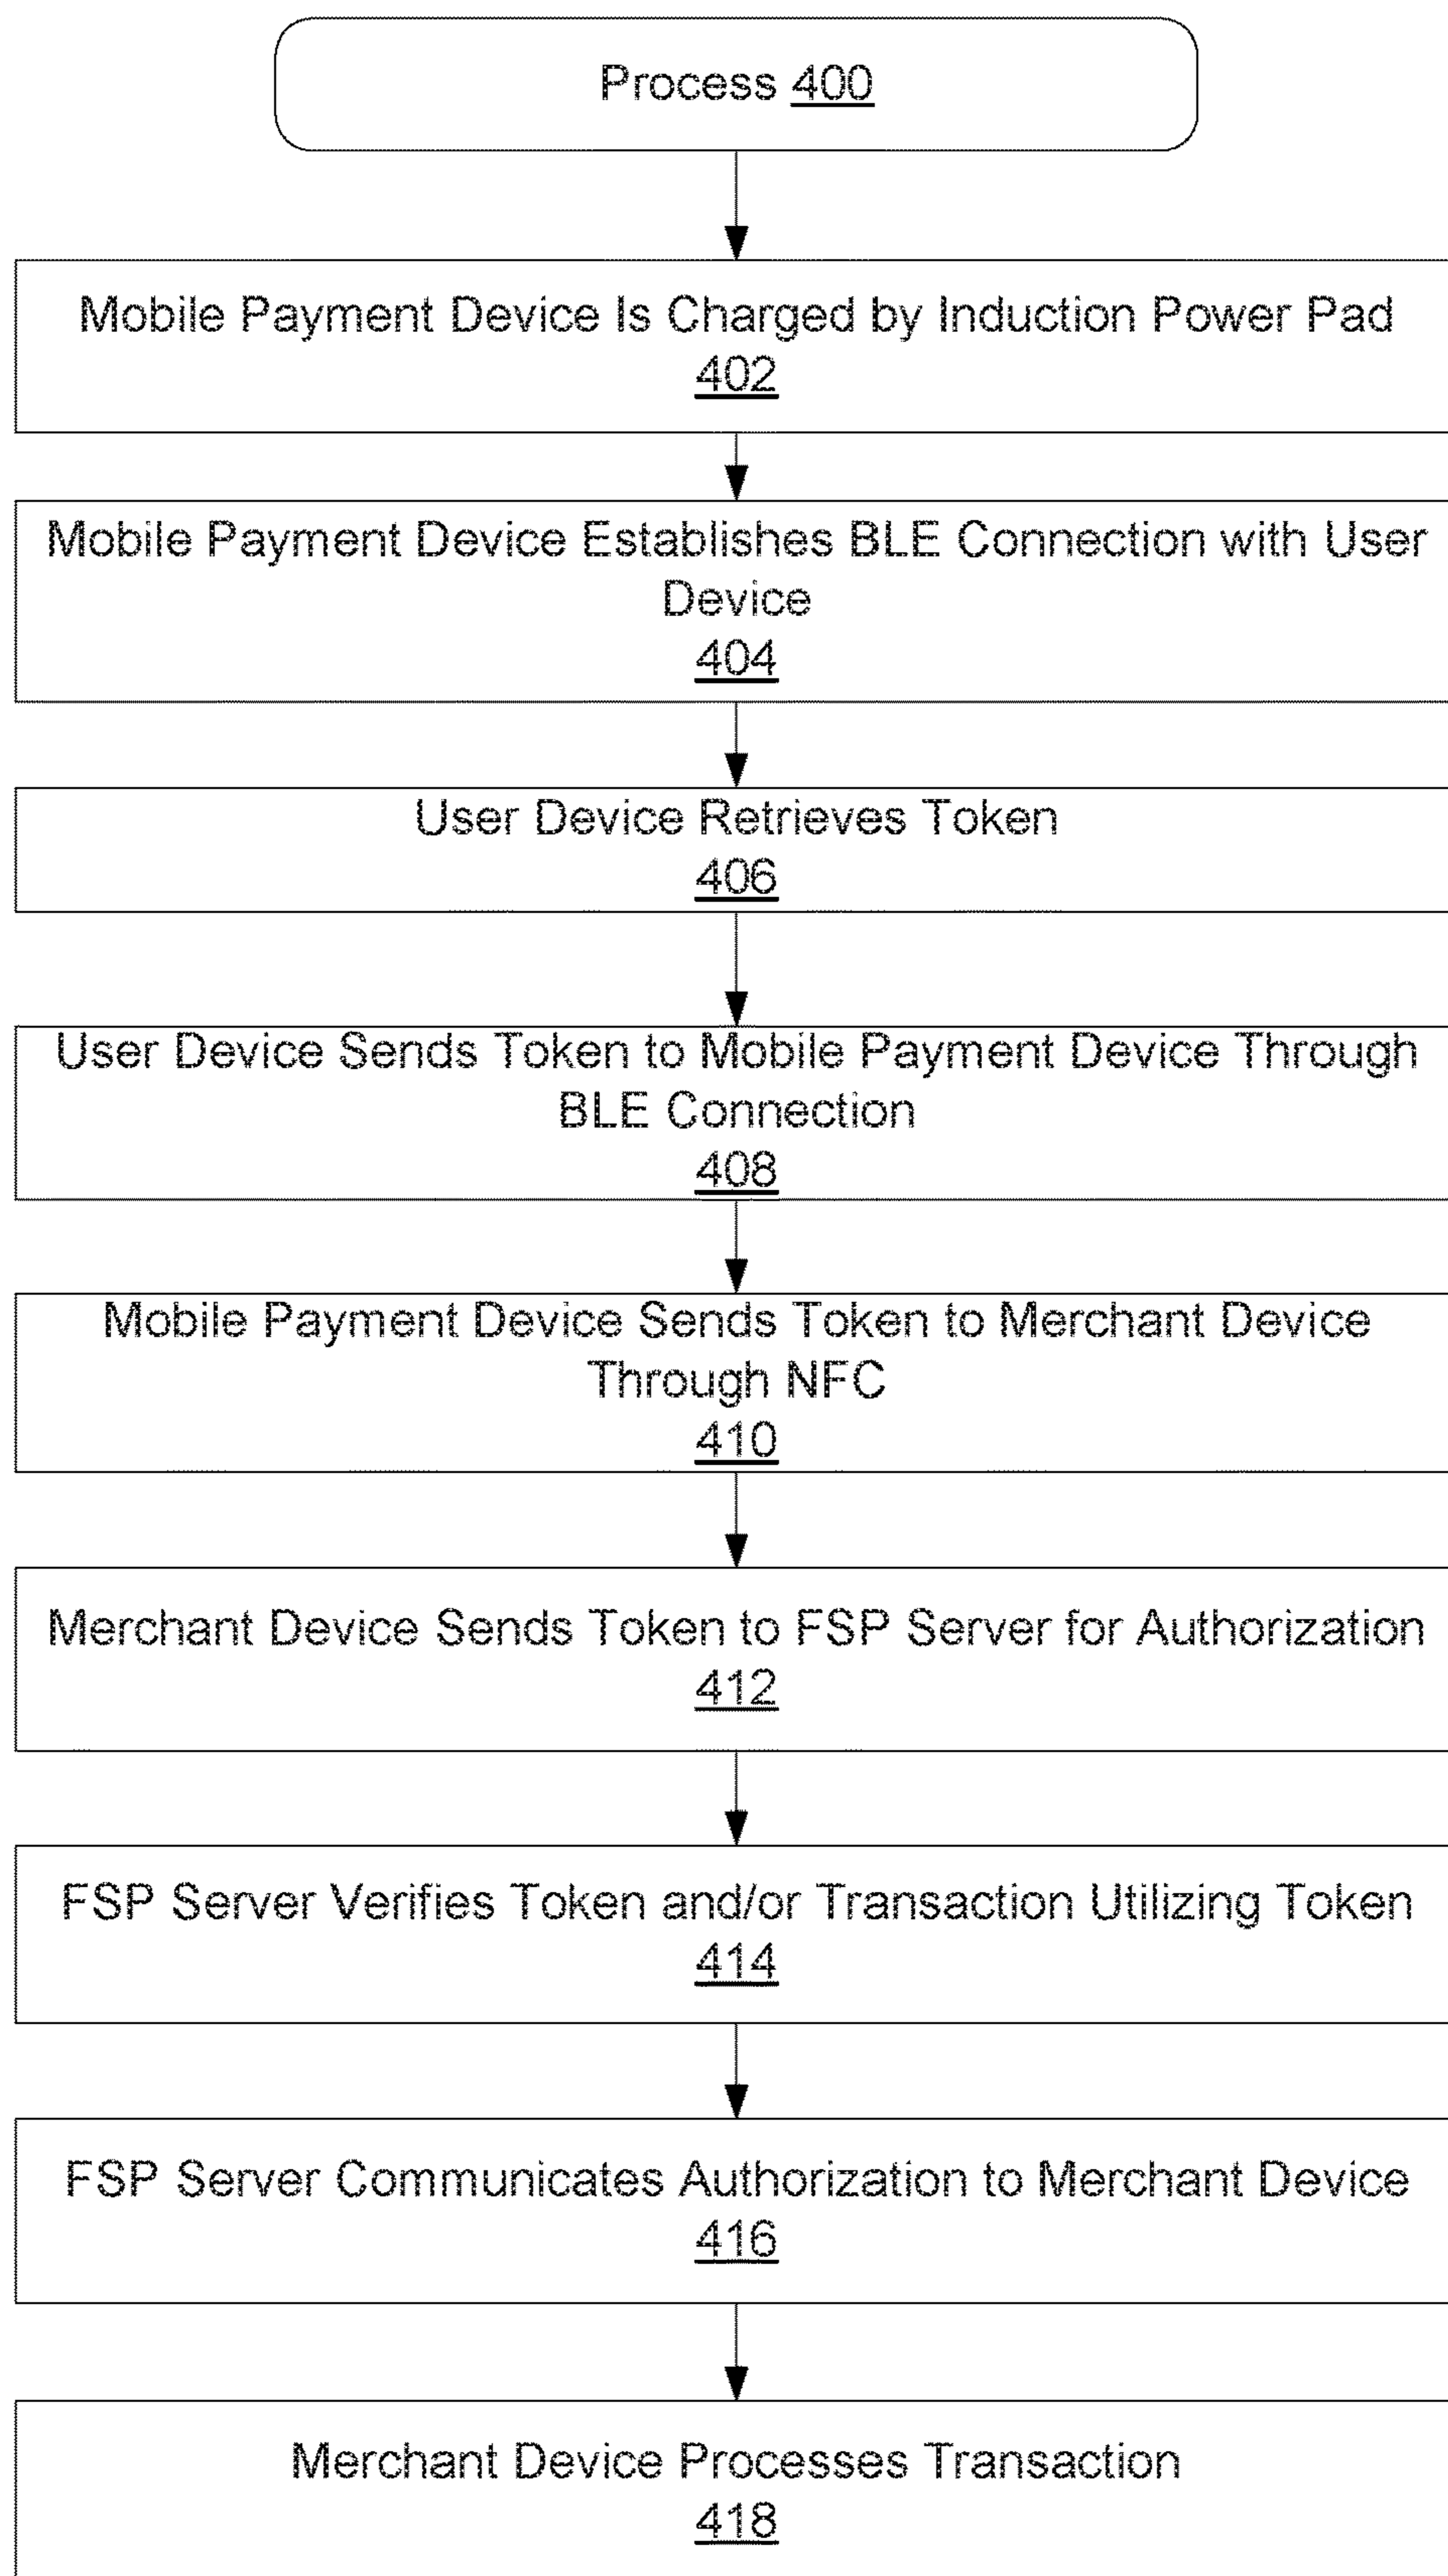 Process 400
Mobile Payment Device Is Charged by Induction Power Pad
402
Mobile Payment Device Establishes BLE Connection with User
Device
404
User Device Retrieves Token
406
User Device Sends Token to Mobile Payment Device Through
BLE Connection
408
Mobile Payment Device Sends Token to Merchant Device
Through NFC
410
Merchant Device Sends Token to FSP Server for Authorization
412
FSP Server Verifies Token and/or Transaction Utilizing Token
414
FSP Server Communicates Authorization to Merchant Device
416
Merchant Device Processes Transaction
418